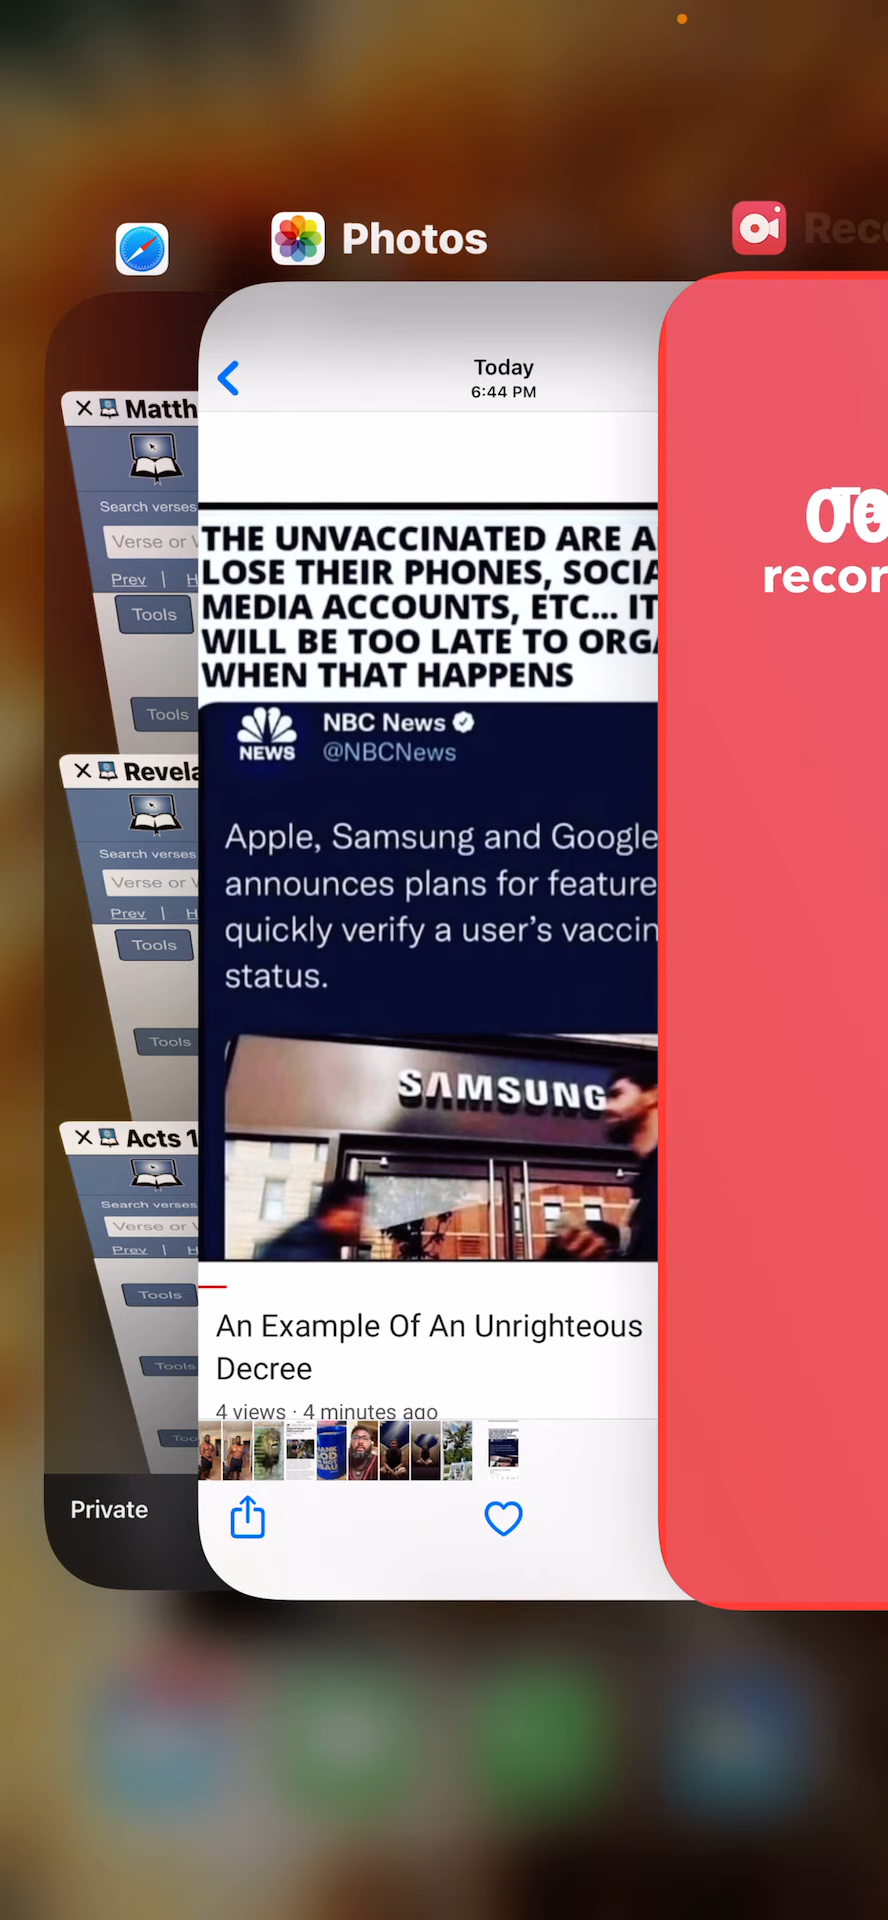 Photos
Today
6:44 PM
Matth
Search verses
Verse or
Prev | H
Tools
Tools
Revela
Search verses
Verse or
Prev | H
Tools
Tools
Acts 1
Search verses
Verse or
Prev | H
Tools
Tools
Too
Private
THE UNVACCINATED ARE A
LOSE THEIR PHONES, SOCIA
MEDIA ACCOUNTS, ETC... IT
WILL BE TOO LATE TO ORGA
WHEN THAT HAPPENS
NEWS
NBC News
@NBCNews
Apple, Samsung and Google
announces plans for feature
quickly verify a user's vaccin
status.
SAMSUNG
An Example Of An Unrighteous
Decree
4 views · 4 minutes ago
Reco
recor